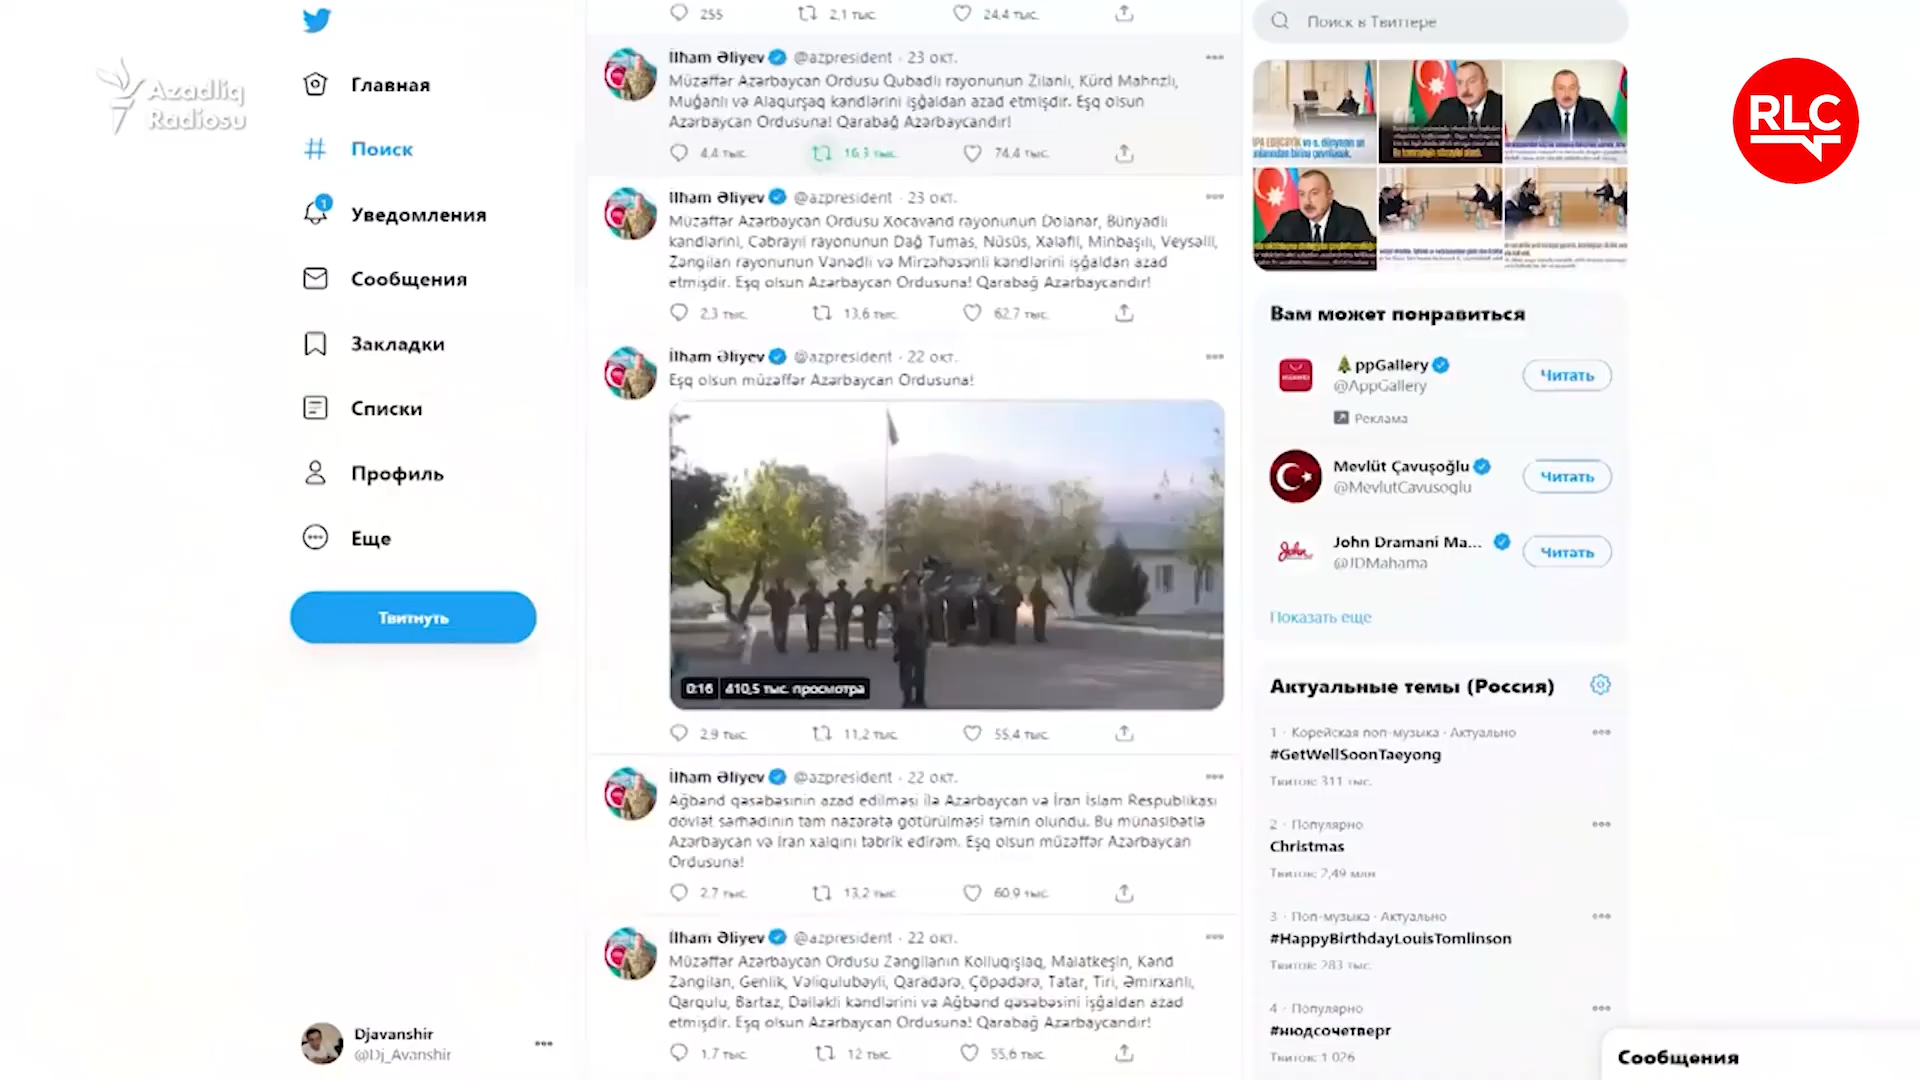 Azadlıq
Radiosu
RLC
Главная
Поиск
1
Уведомления
Сообщения
Закладки
Списки
Профиль
Еще
Твитнуть
Djavanshir
@Dj_Avanshir
255 2,1 тыс. 24,4 тыс.
İlham Əliyev @azpresident · 23 окт.
Müzəffər Azərbaycan Ordusu Qubadlı rayonunun Zilanlı, Kürd Mahrızlı,
Muğanlı və Alaqurşaq kəndlərini işğaldan azad etmişdir. Eşq olsun
Azərbaycan Ordusuna! Qarabağ Azərbaycandır!
4,4 тыс. 16,3 тыс. 74,4 тыс.
İlham Əliyev @azpresident · 23 окт.
Müzəffər Azərbaycan Ordusu Xocavənd rayonunun Dolanar, Bünyadlı
kəndlərini, Cəbrayıl rayonunun Dağ Tumas, Nüsüs, Xələfli, Minbaşılı, Veysəlli,
Zəngilan rayonunun Vənədli və Mirzəhəsənli kəndlərini işğaldan azad
etmişdir. Eşq olsun Azərbaycan Ordusuna! Qarabağ Azərbaycandır!
2,3 тыс. 13,6 тыс. 62,7 тыс.
İlham Əliyev @azpresident · 22 окт.
Eşq olsun müzəffər Azərbaycan Ordusuna!
0:16 410,5 тыс. просмотра
2,9 тыс. 11,2 тыс. 55,4 тыс.
İlham Əliyev @azpresident · 22 окт.
Ağbənd qəsəbəsinin azad edilməsi ilə Azərbaycan və İran İslam Respublikası
dövlət sərhədinin tam nəzarətə götürülməsi təmin olundu. Bu münasibətlə
Azərbaycan və İran xalqını təbrik edirəm. Eşq olsun müzəffər Azərbaycan
Ordusuna!
2,7 тыс. 13,2 тыс. 60,9 тыс.
İlham Əliyev @azpresident · 22 окт.
Müzəffər Azərbaycan Ordusu Zəngilanın Kolluqışlaq, Malatkeşin, Kənd
Zəngilan, Genlik, Vəliqulubəyli, Qaradərə, Çöpədərə, Tatar, Tiri, Əmirxanlı,
Qarqulu, Bartaz, Dəlləkli kəndlərini və Ağbənd qəsəbəsini işğaldan azad
etmişdir. Eşq olsun Azərbaycan Ordusuna! Qarabağ Azərbaycandır!
1,7 тыс. 12 тыс. 55,6 тыс.
Поиск в Твиттере
Вам может понравиться
ppGallery
@AppGallery
Читать
Реклама
Mevlüt Çavuşoğlu
@MevlutCavusoglu
Читать
John Dramani Ma...
@JDMahama
Читать
Показать еще
Актуальные темы (Россия)
1 · Корейская поп-музыка · Актуально
#GetWellSoonTaeyong
Твитов: 311 тыс.
2 · Популярно
Christmas
Твитов: 2,49 млн
3 · Поп-музыка · Актуально
#HappyBirthdayLouisTomlinson
Твитов: 283 тыс.
4 · Популярно
#нюдсочетверг
Твитов: 1 026
Сообщения